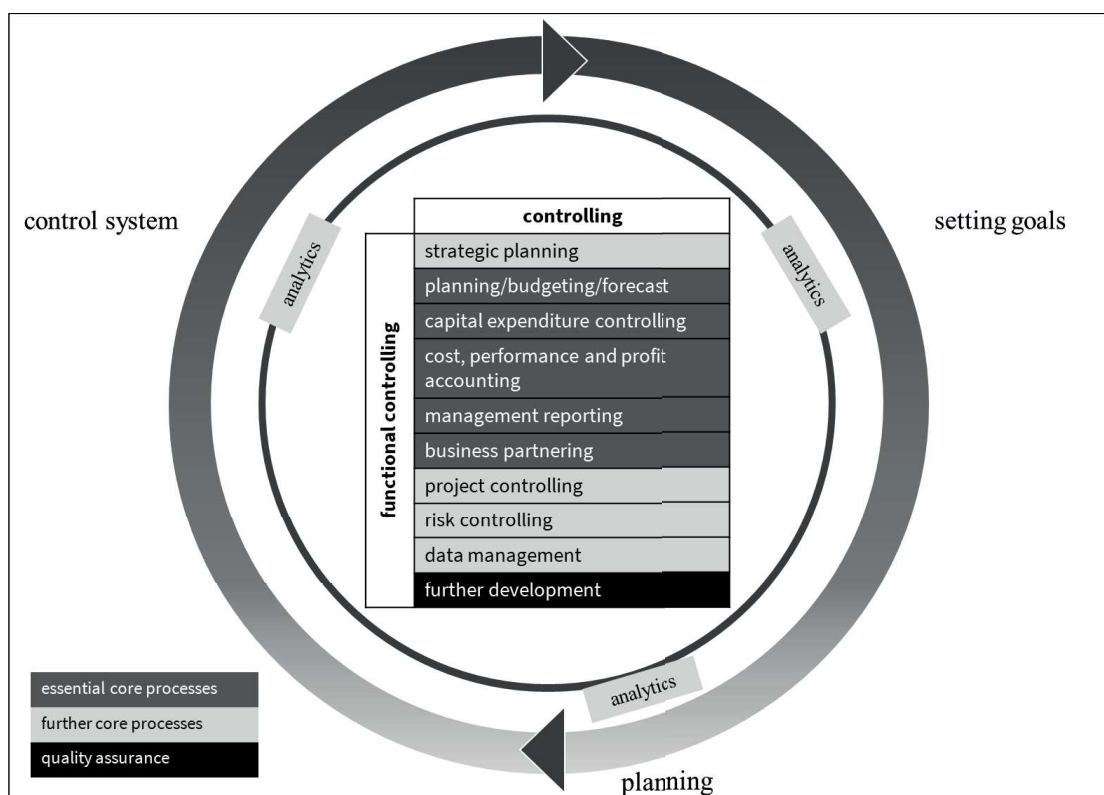 control system
setting goals
analytics
analytics
controlling
functional controlling
strategic planning
planning/budgeting/forecast
capital expenditure controlling
cost, performance and profit
accounting
management reporting
business partnering
project controlling
risk controlling
data management
further development
analytics
planning
essential core processes
further core processes
quality assurance